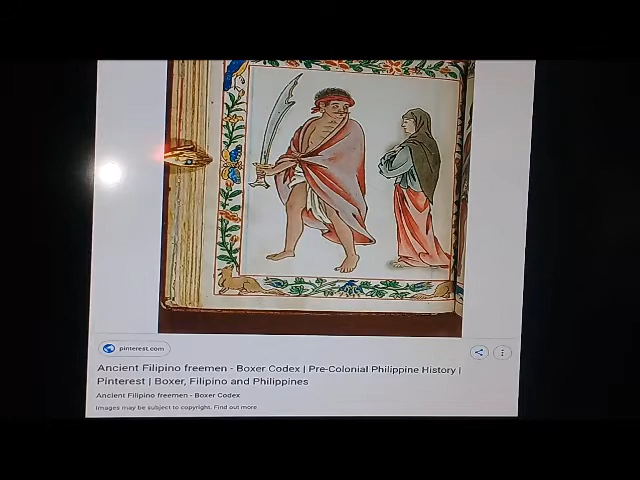 pinterest.com
Ancient Filipino freemen - Boxer Codex | Pre-Colonial Philippine History |
Pinterest | Boxer, Filipino and Philippines
Ancient Filipino freemen - Boxer Codex
Images may be subject to copyright. Find out more